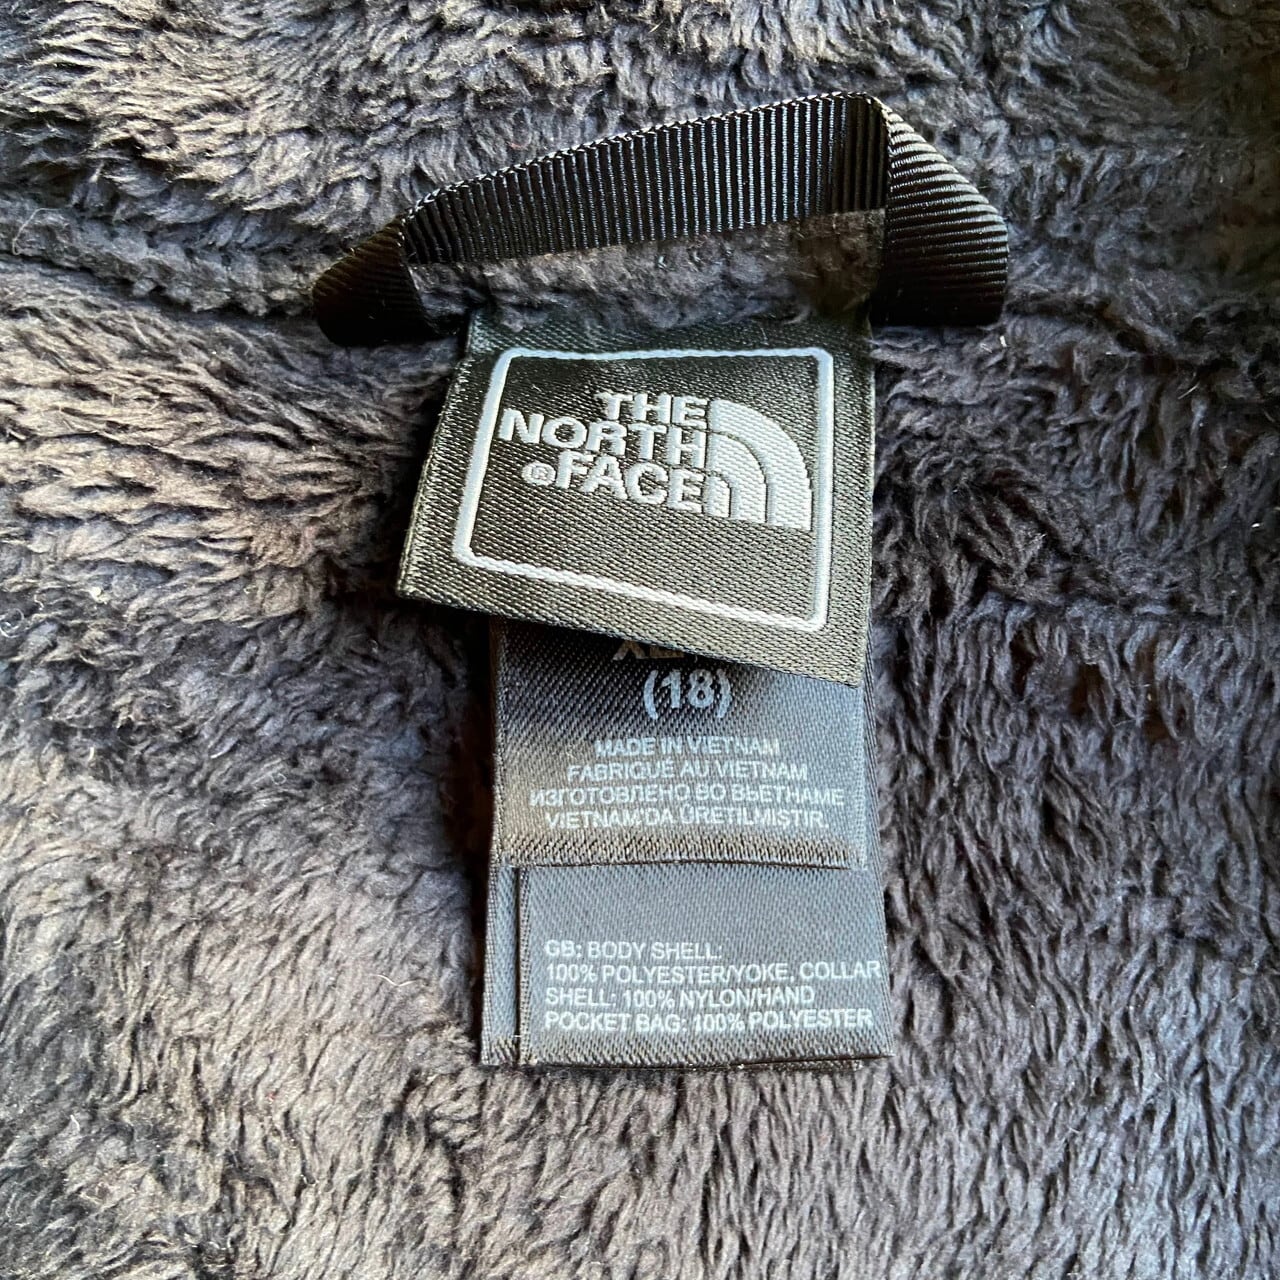 THE
NORTH
®FACE
(18)
MADE IN VIETNAM
FABRIQUÉ AU VIETNAM
ИЗГОТОВЛЕНО ВО ВЬЕТНАМЕ
VIETNAM'DA ÜRETILMISTIR.
GB: BODY SHELL:
100% POLYESTER/YOKE, COLLAR
SHELL: 100% NYLON/HAND
POCKET BAG: 100% POLYESTER